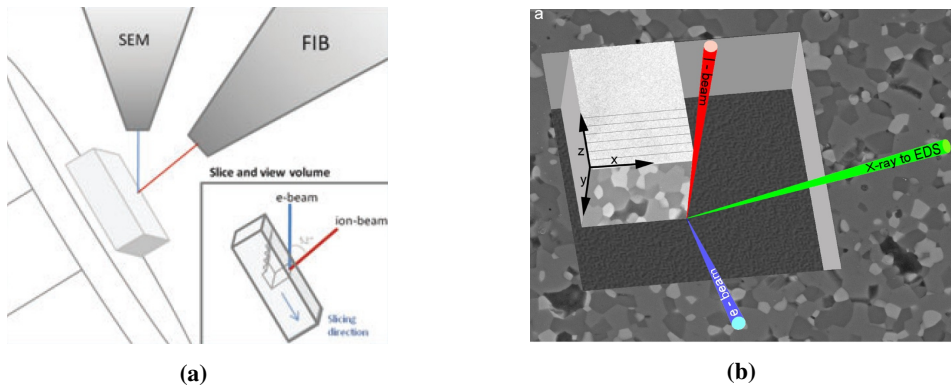 SEM
FIB
Slice and view volume
e-beam
ion-beam
52°
Slicing
direction
(a)
a
I - beam
X-ray to EDS
e - beam
z
x
y
(b)